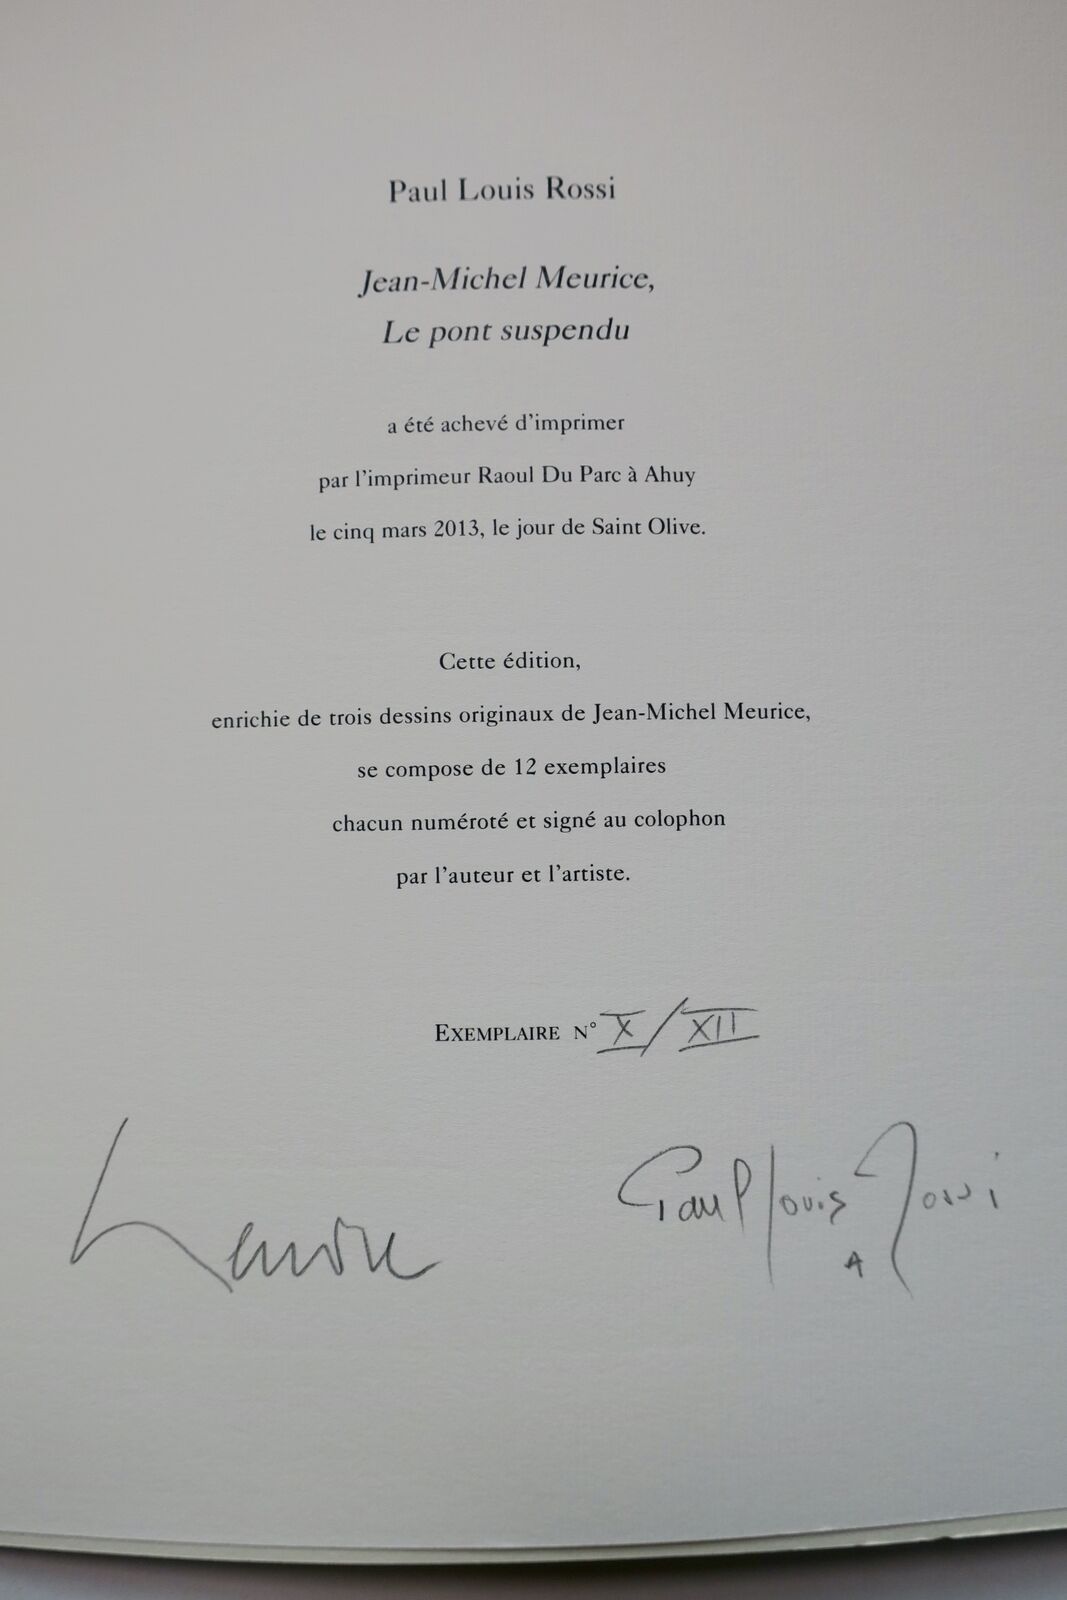 Paul Louis Rossi
Jean-Michel Meurice,
Le pont suspendu
a été achevé d'imprimer
par l'imprimeur Raoul Du Parc à Ahuy
le cinq mars 2013, le jour de Saint Olive.
Cette édition,
enrichie de trois dessins originaux de Jean-Michel Meurice,
se compose de 12 exemplaires
chacun numéroté et signé au colophon
par l'auteur et l'artiste.
EXEMPLAIRE N° X/XII
Paul Louis Rossi